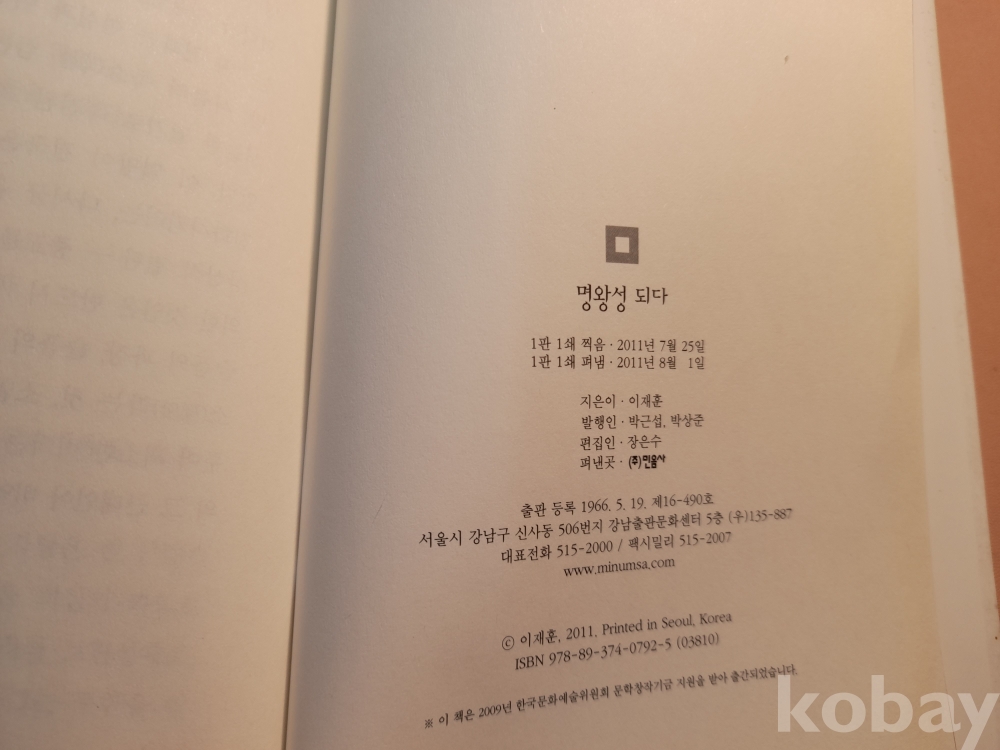 명왕성 되다
1판 1쇄 찍음 · 2011년 7월 25일
1판 1쇄 펴냄 · 2011년 8월 1일
지은이 · 이재훈
발행인 · 박근섭, 박상준
편집인 · 장은수
펴낸곳 · (주)민음사
출판 등록 1966. 5. 19. 제16-490호
서울시 강남구 신사동 506번지 강남출판문화센터 5층 (우)135-887
대표전화 515-2000 / 팩시밀리 515-2007
www.minumsa.com
ⓒ 이재훈, 2011. Printed in Seoul, Korea
ISBN 978-89-374-0792-5 (03810)
※ 이 책은 2009년 한국문화예술위원회 문학창작기금 지원을 받아 출간되었습니다.
kobay